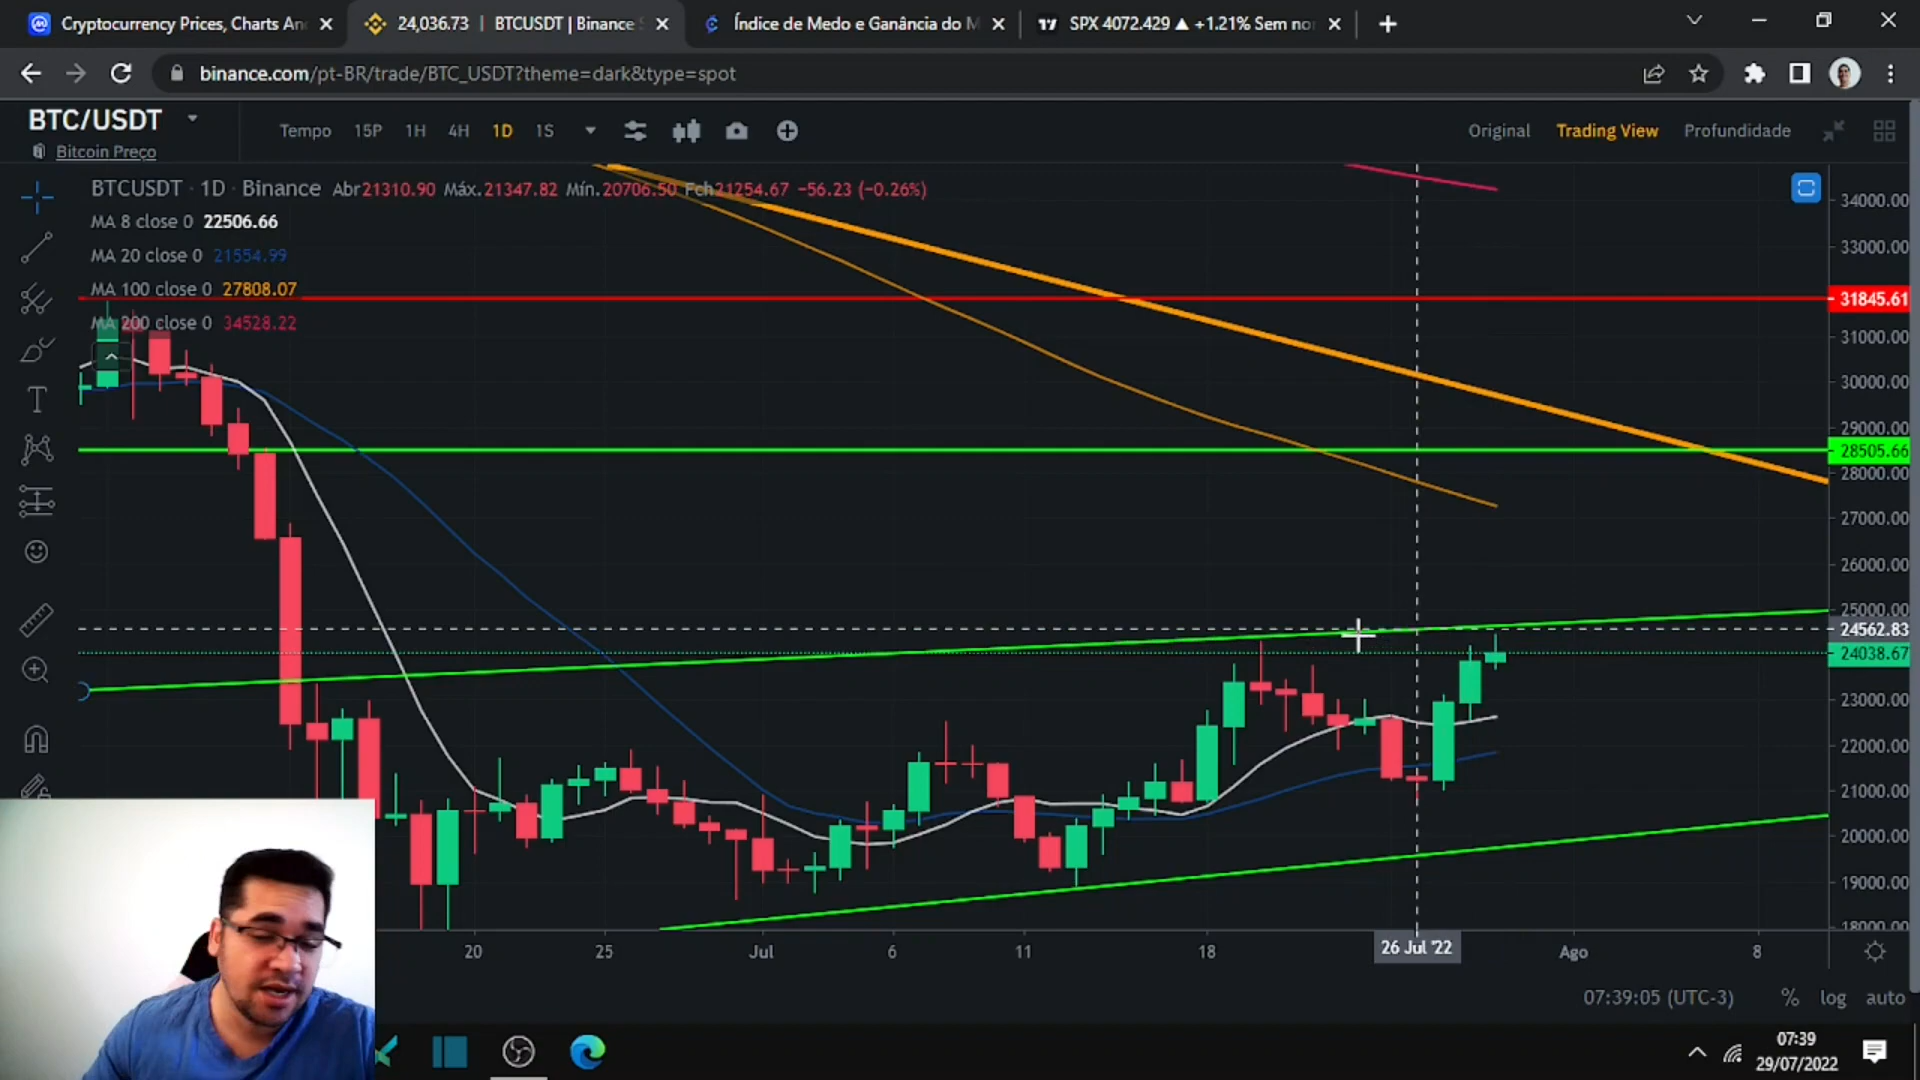 Cryptocurrency Prices, Charts An
24,036.73 | BTCUSDT | Binance S
Índice de Medo e Ganância do M
SPX 4072.429 ▲ +1.21% Sem no
binance.com/pt-BR/trade/BTC_USDT?theme=dark&type=spot
BTC/USDT
Bitcoin Preço
Tempo 15P 1H 4H 1D 1S
Original Trading View Profundidade
BTCUSDT · 1D · Binance Abr21310.90 Máx.21347.82 Mín.20706.50 Fch21254.67 −56.23 (−0.26%)
MA 8 close 0 22506.66
MA 20 close 0 21554.99
MA 100 close 0 27808.07
MA 200 close 0 34528.22
34000.00
33000.00
31845.61
31000.00
30000.00
29000.00
28505.66
28000.00
27000.00
26000.00
25000.00
24562.83
24038.67
23000.00
22000.00
21000.00
20000.00
19000.00
18000.00
20 25 Jul 6 11 18 26 Jul '22 Ago 8
07:39:05 (UTC-3) % log auto
07:39
29/07/2022